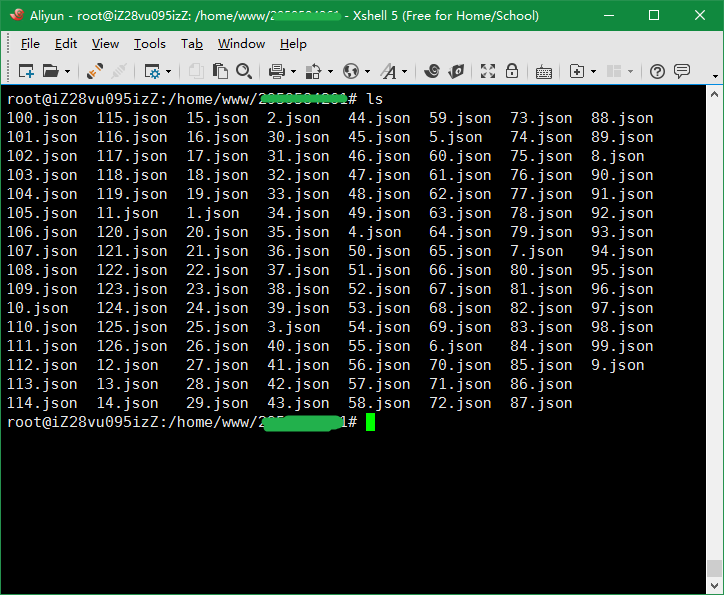 Aliyun - root@iZ28vu095izZ: /home/www/ - Xshell 5 (Free for Home/School)
File Edit View Tools Tab Window Help
root@iZ28vu095izZ:/home/www/# ls
100.json 115.json 15.json 2.json 44.json 59.json 73.json 88.json
101.json 116.json 16.json 30.json 45.json 5.json 74.json 89.json
102.json 117.json 17.json 31.json 46.json 60.json 75.json 8.json
103.json 118.json 18.json 32.json 47.json 61.json 76.json 90.json
104.json 119.json 19.json 33.json 48.json 62.json 77.json 91.json
105.json 11.json 1.json 34.json 49.json 63.json 78.json 92.json
106.json 120.json 20.json 35.json 4.json 64.json 79.json 93.json
107.json 121.json 21.json 36.json 50.json 65.json 7.json 94.json
108.json 122.json 22.json 37.json 51.json 66.json 80.json 95.json
109.json 123.json 23.json 38.json 52.json 67.json 81.json 96.json
10.json 124.json 24.json 39.json 53.json 68.json 82.json 97.json
110.json 125.json 25.json 3.json 54.json 69.json 83.json 98.json
111.json 126.json 26.json 40.json 55.json 6.json 84.json 99.json
112.json 12.json 27.json 41.json 56.json 70.json 85.json 9.json
113.json 13.json 28.json 42.json 57.json 71.json 86.json
114.json 14.json 29.json 43.json 58.json 72.json 87.json
root@iZ28vu095izZ:/home/www/#